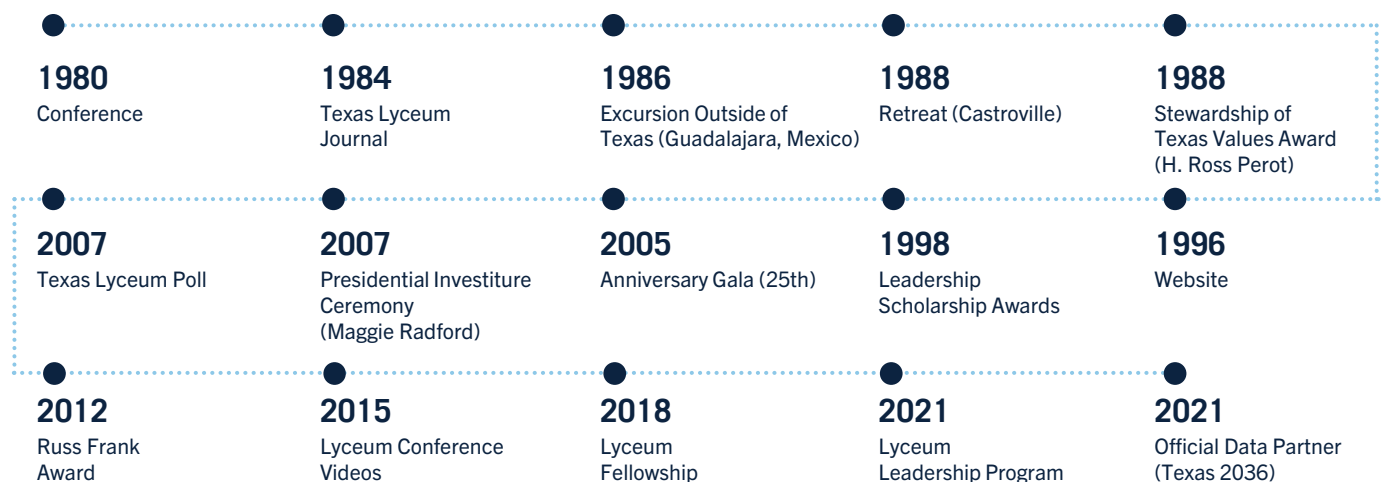 1980
Conference
1984
Texas Lyceum
Journal
1986
Excursion Outside of
Texas (Guadalajara, Mexico)
1988
Retreat (Castroville)
1988
Stewardship of
Texas Values Award
(H. Ross Perot)
2007
Texas Lyceum Poll
2007
Presidential Investiture
Ceremony
(Maggie Radford)
2005
Anniversary Gala (25th)
1998
Leadership
Scholarship Awards
1996
Website
2012
Russ Frank
Award
2015
Lyceum Conference
Videos
2018
Lyceum
Fellowship
2021
Lyceum
Leadership Program
2021
Official Data Partner
(Texas 2036)